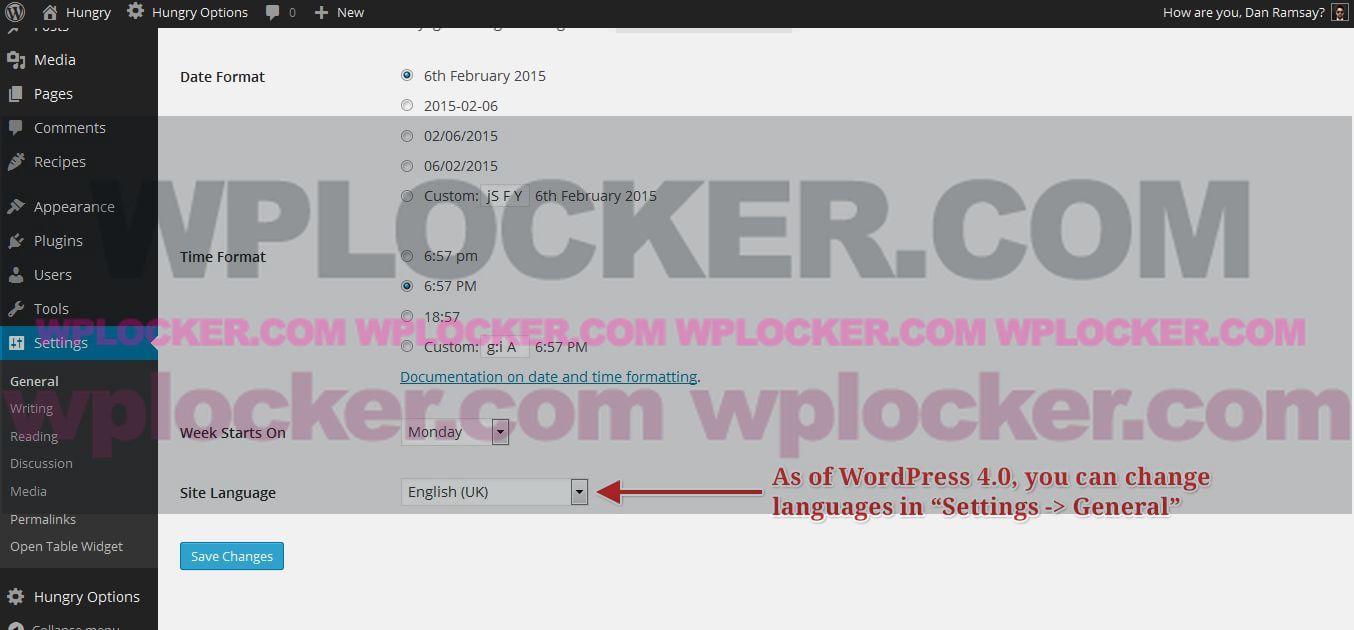 Hungry
Hungry Options
0
New
How are you, Dan Ramsay?
Posts
Media
Pages
Comments
Recipes
Appearance
Plugins
Users
Tools
Settings
General
Writing
Reading
Discussion
Media
Permalinks
Open Table Widget
Hungry Options
Collapse menu
Date Format
6th February 2015
2015-02-06
02/06/2015
06/02/2015
Custom: jS F Y 6th February 2015
WPLOCKER.COM
Time Format
6:57 pm
6:57 PM
18:57
WPLOCKER.COM WPLOCKER.COM WPLOCKER.COM WPLOCKER.COM
Custom: g:i A 6:57 PM
Documentation on date and time formatting.
wplocker.com wplocker.com
Week Starts On
Monday
Site Language
English (UK)
As of WordPress 4.0, you can change
languages in “Settings -> General”
Save Changes